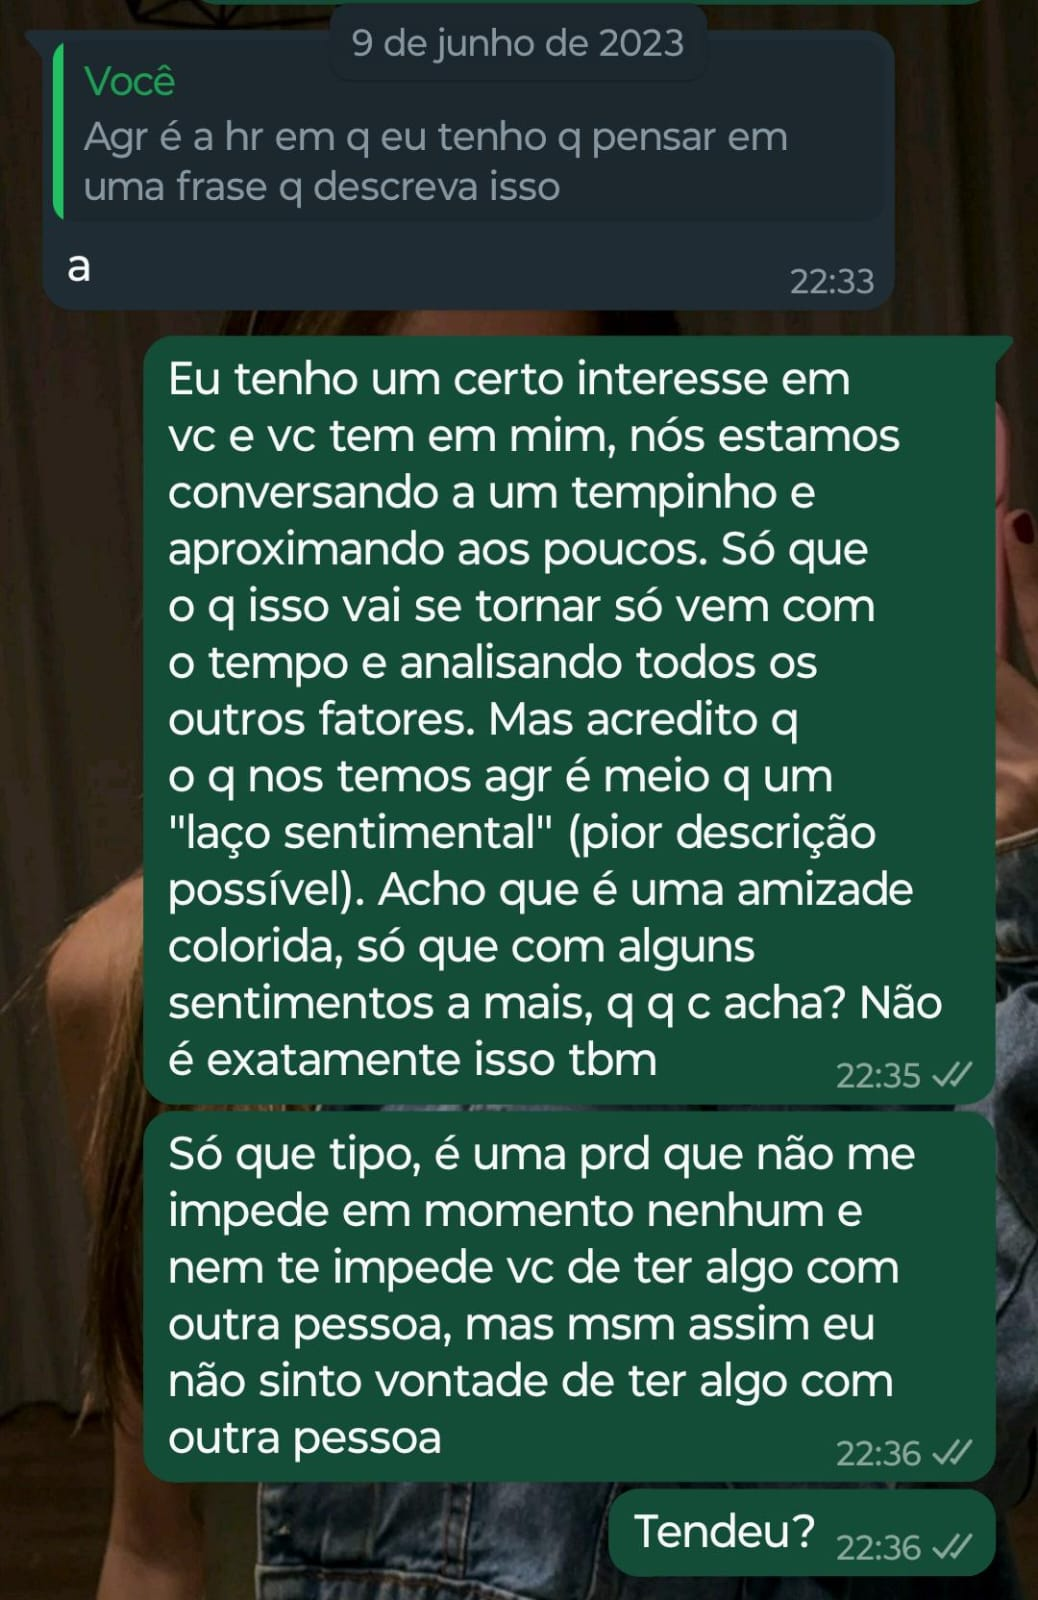 9 de junho de 2023
Você
Agr é a hr em q eu tenho q pensar em
uma frase q descreva isso
a
22:33
Eu tenho um certo interesse em
vc e vc tem em mim, nós estamos
conversando a um tempinho e
aproximando aos poucos. Só que
o q isso vai se tornar só vem com
o tempo e analisando todos os
outros fatores. Mas acredito q
o q nos temos agr é meio q um
"laço sentimental" (pior descrição
possível). Acho que é uma amizade
colorida, só que com alguns
sentimentos a mais, q q c acha? Não
é exatamente isso tbm
22:35
Só que tipo, é uma prd que não me
impede em momento nenhum e
nem te impede vc de ter algo com
outra pessoa, mas msm assim eu
não sinto vontade de ter algo com
outra pessoa
22:36
Tendeu?
22:36